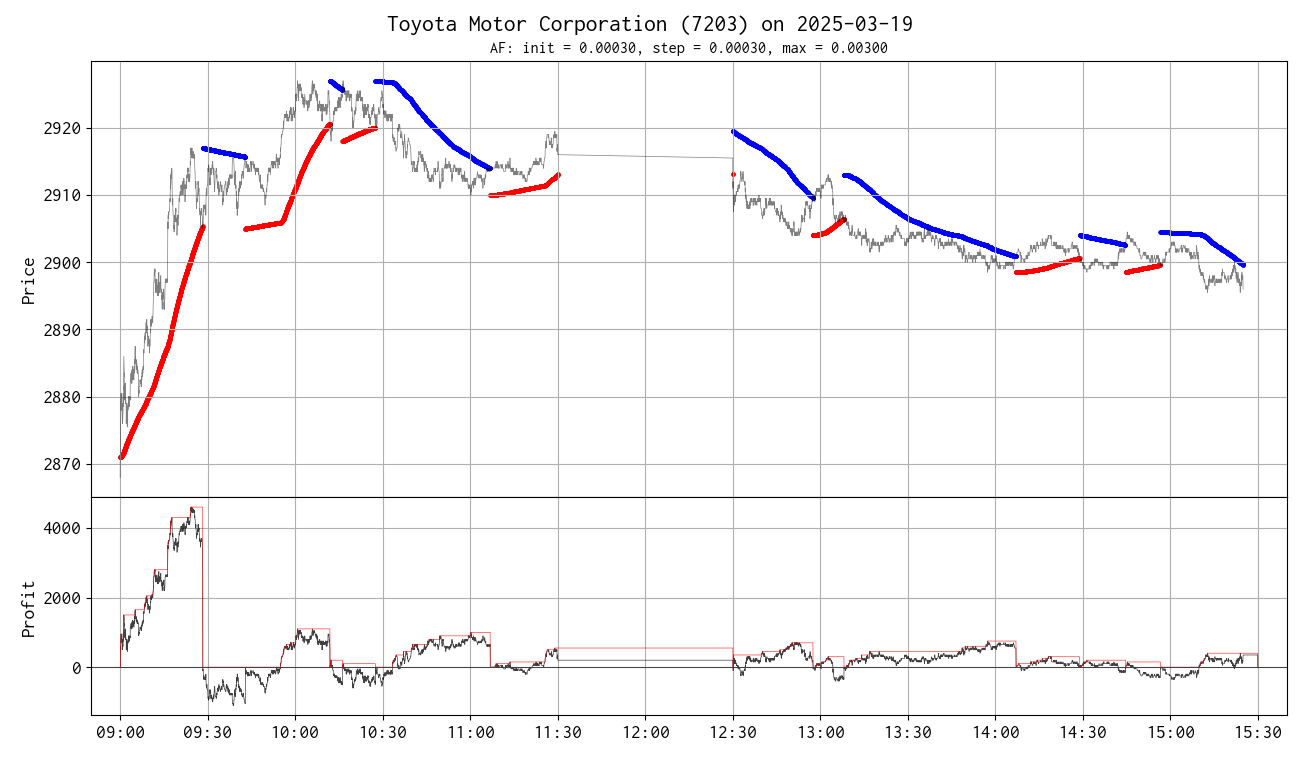 Toyota Motor Corporation (7203) on 2025-03-19
AF: init = 0.00030, step = 0.00030, max = 0.00300
Price
2920
2910
2900
2890
2880
2870
Profit
4000
2000
0
09:00 09:30 10:00 10:30 11:00 11:30 12:00 12:30 13:00 13:30 14:00 14:30 15:00 15:30